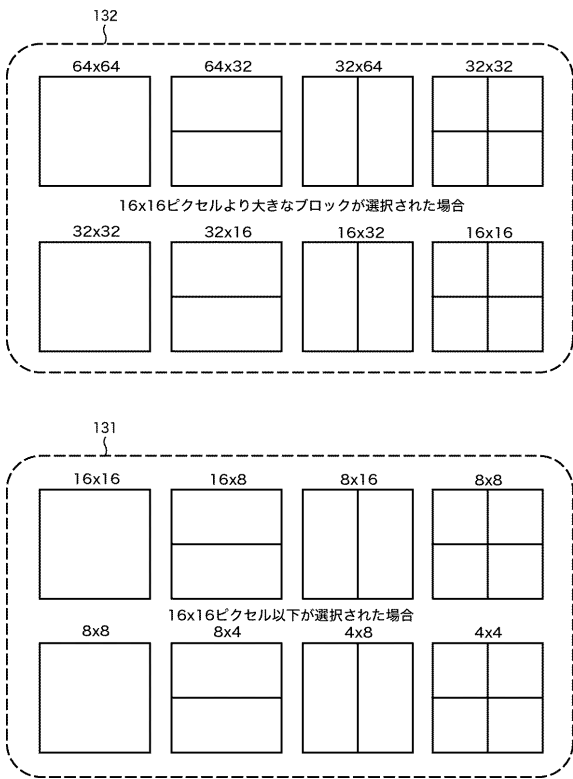 132
64x64 64x32 32x64 32x32
16x16ピクセルより大きなブロックが選択された場合
32x32 32x16 16x32 16x16
131
16x16 16x8 8x16 8x8
16x16ピクセル以下が選択された場合
8x8 8x4 4x8 4x4